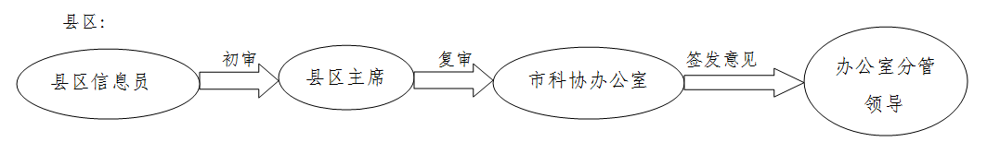 县区：
县区信息员
初审
县区主席
复审
市科协办公室
签发意见
办公室分管
领导